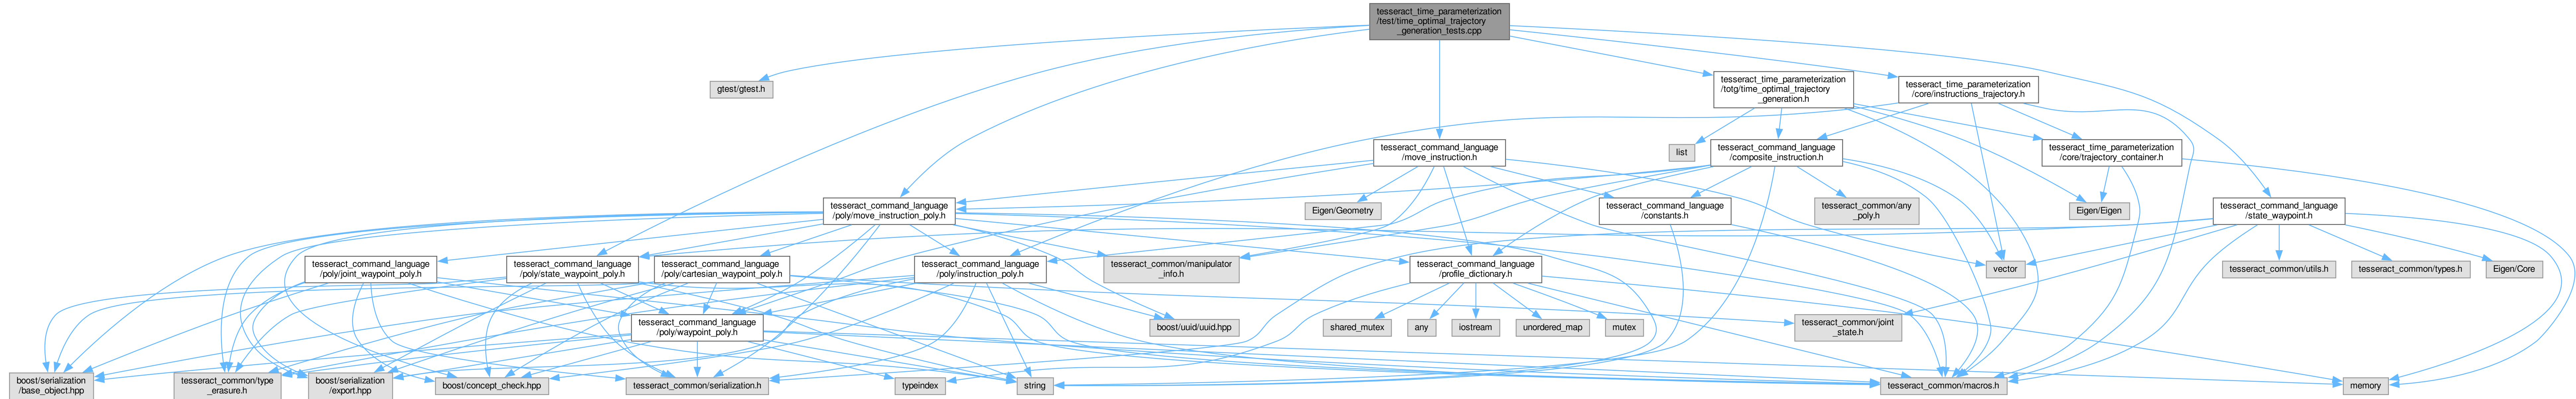 tesseract_time_parameterization
/test/time_optimal_trajectory
_generation_tests.cpp
gtest/gtest.h
tesseract_time_parameterization
/totg/time_optimal_trajectory
_generation.h
tesseract_time_parameterization
/core/instructions_trajectory.h
list
tesseract_command_language
/move_instruction.h
tesseract_command_language
/composite_instruction.h
tesseract_time_parameterization
/core/trajectory_container.h
tesseract_command_language
/poly/move_instruction_poly.h
Eigen/Geometry
tesseract_command_language
/constants.h
tesseract_common/any
_poly.h
Eigen/Eigen
tesseract_command_language
/state_waypoint.h
tesseract_command_language
/poly/joint_waypoint_poly.h
tesseract_command_language
/poly/state_waypoint_poly.h
tesseract_command_language
/poly/cartesian_waypoint_poly.h
tesseract_command_language
/poly/instruction_poly.h
tesseract_common/manipulator
_info.h
tesseract_command_language
/profile_dictionary.h
vector
tesseract_common/utils.h
tesseract_common/types.h
Eigen/Core
tesseract_command_language
/poly/waypoint_poly.h
boost/uuid/uuid.hpp
shared_mutex
any
iostream
unordered_map
mutex
tesseract_common/joint
_state.h
boost/serialization
/base_object.hpp
tesseract_common/type
_erasure.h
boost/serialization
/export.hpp
boost/concept_check.hpp
tesseract_common/serialization.h
typeindex
string
tesseract_common/macros.h
memory